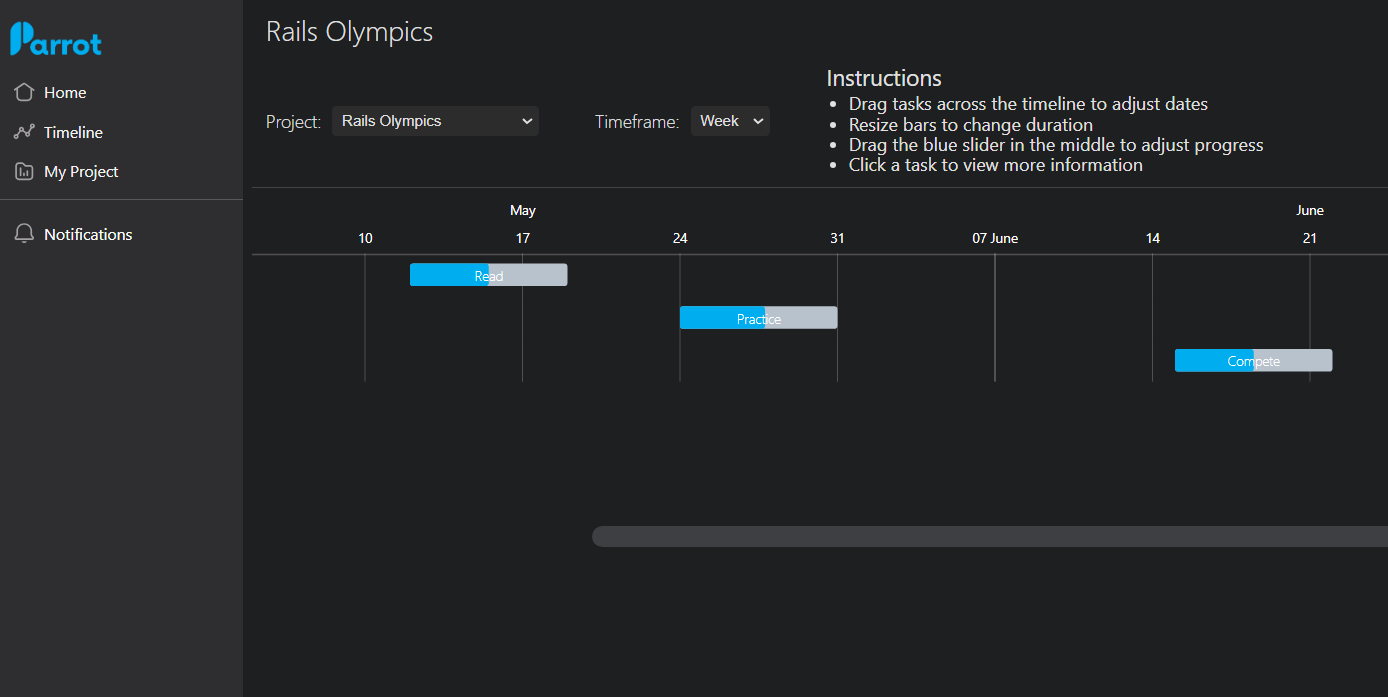 Parrot
Home
Timeline
My Project
Notifications
Rails Olympics
Project: Rails Olympics
Timeframe: Week
Instructions
Drag tasks across the timeline to adjust dates
Resize bars to change duration
Drag the blue slider in the middle to adjust progress
Click a task to view more information
May June
10 17 24 31 07 June 14 21
Read
Practice
Compete